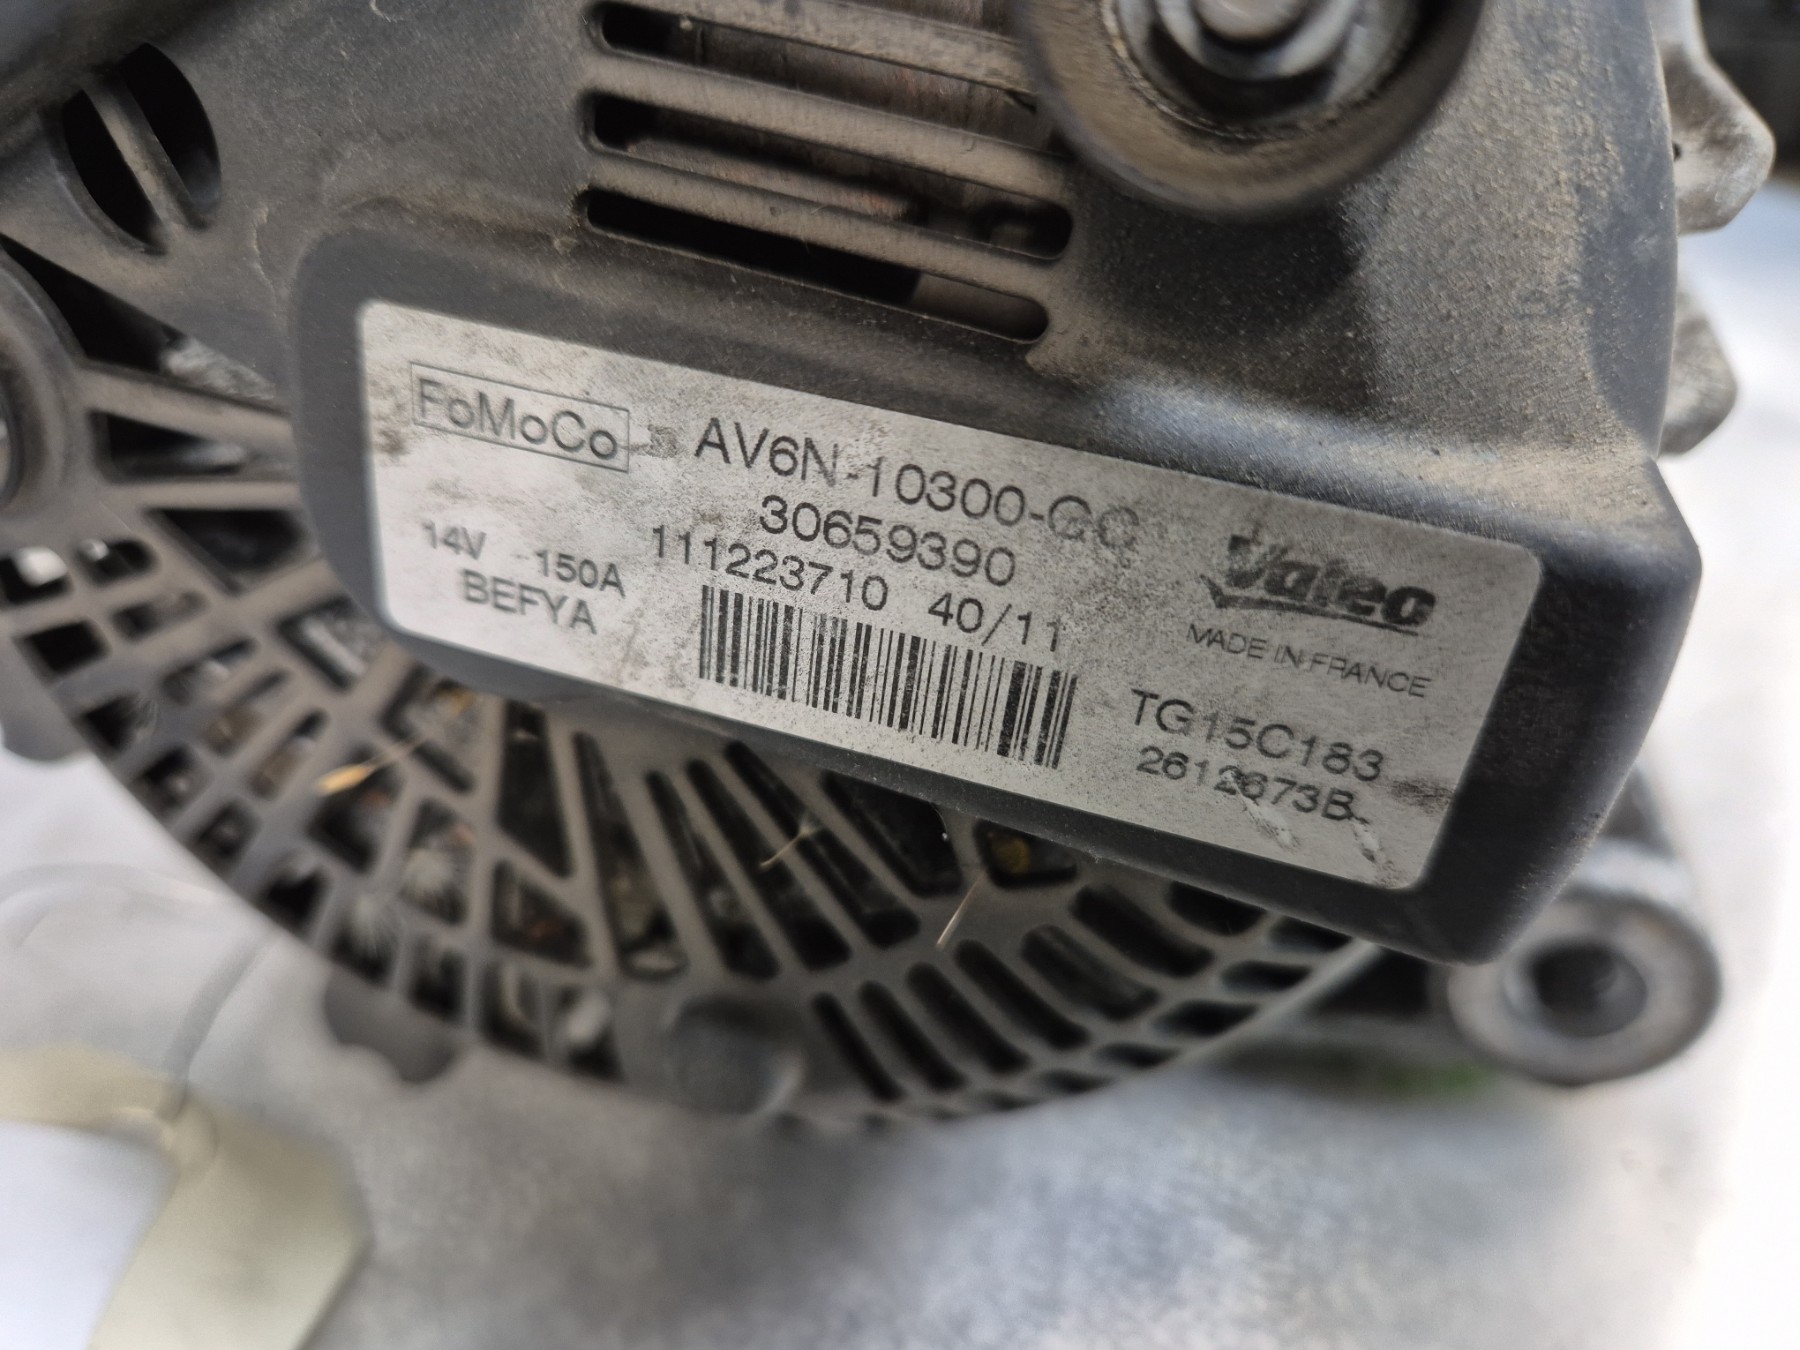 FoMoCo
AV6N-10300-GC
30659390
14V 150A
111223710 40/11
BEFYA
Valeo
MADE IN FRANCE
TG15C183
2612673B